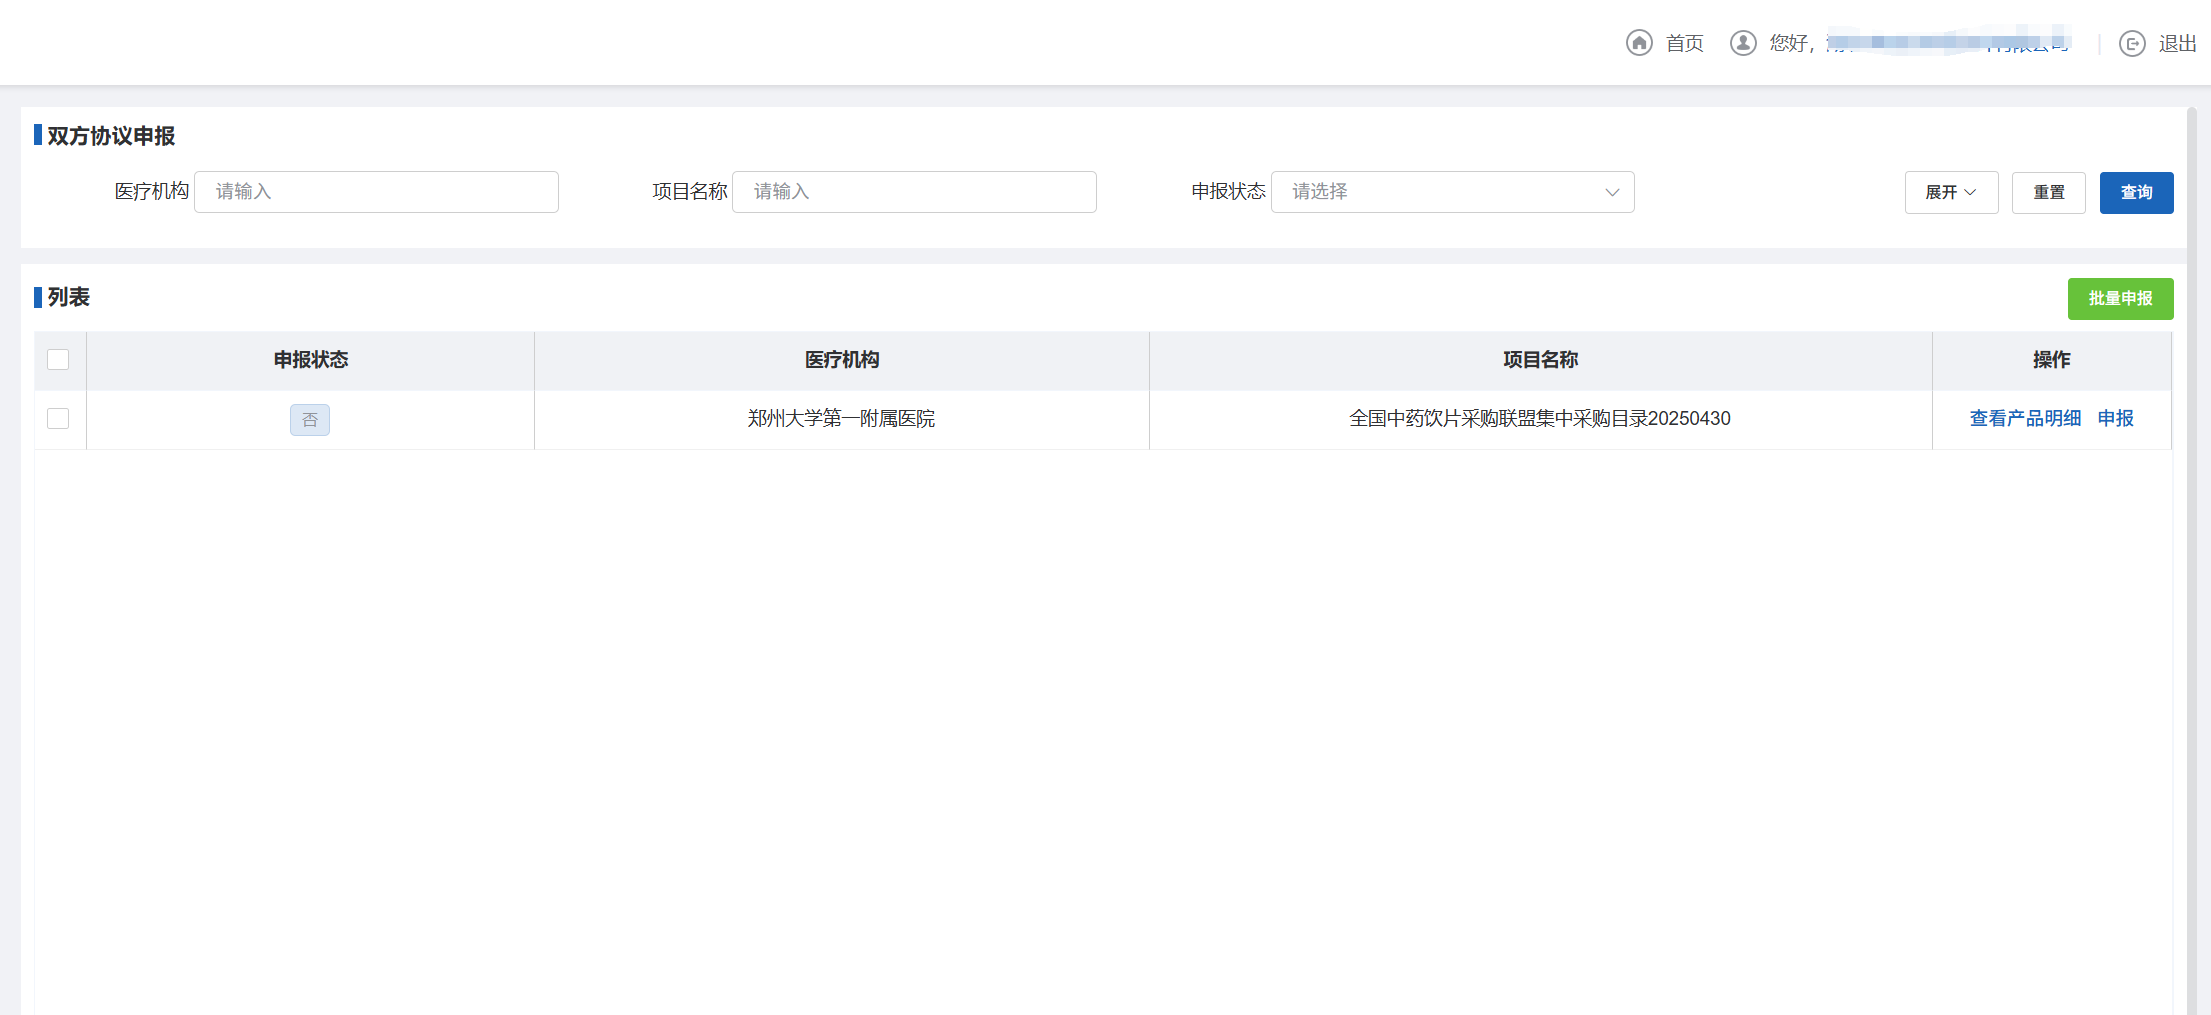 首页 您好, 有限公司 退出
双方协议申报
医疗机构 请输入 项目名称 请输入 申报状态 请选择 展开 重置 查询
列表 批量申报
申报状态 医疗机构 项目名称 操作
否 郑州大学第一附属医院 全国中药饮片采购联盟集中采购目录20250430 查看产品明细 申报